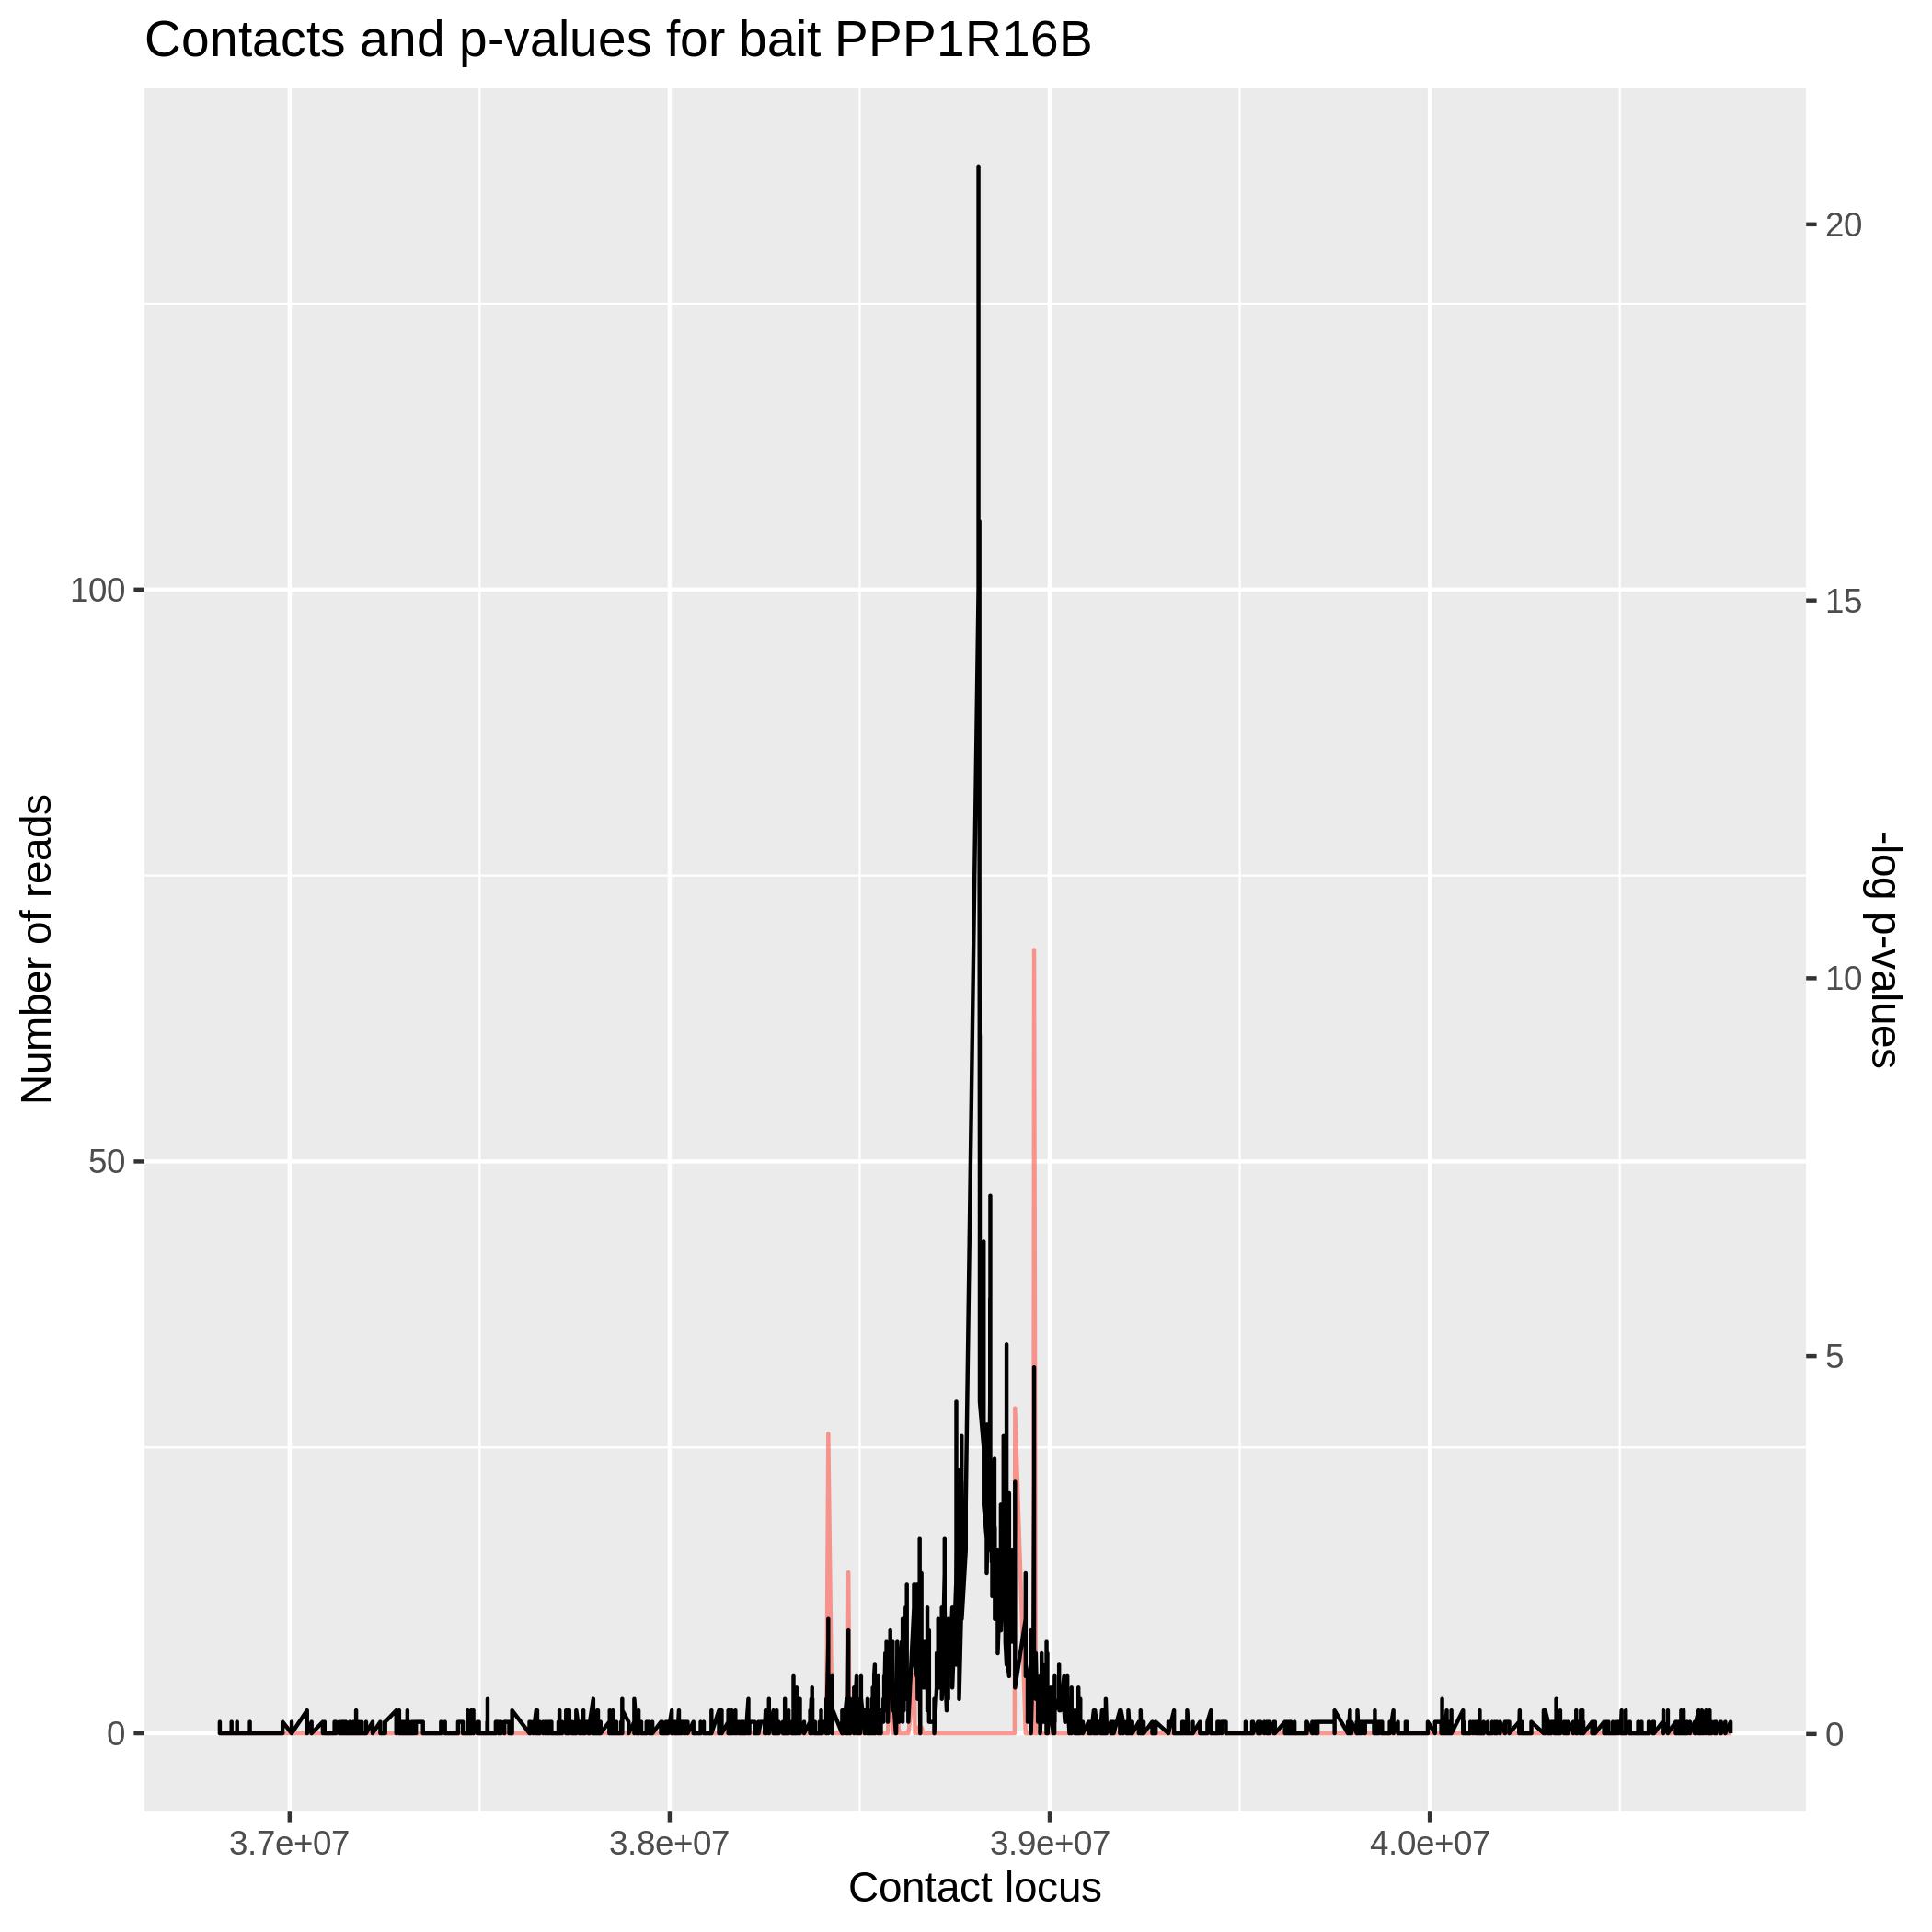 Contacts and p-values for bait PPP1R16B
Number of reads
100
50
0
20
15
10
5
0
-log p-values
3.7e+07
3.8e+07
3.9e+07
4.0e+07
Contact locus